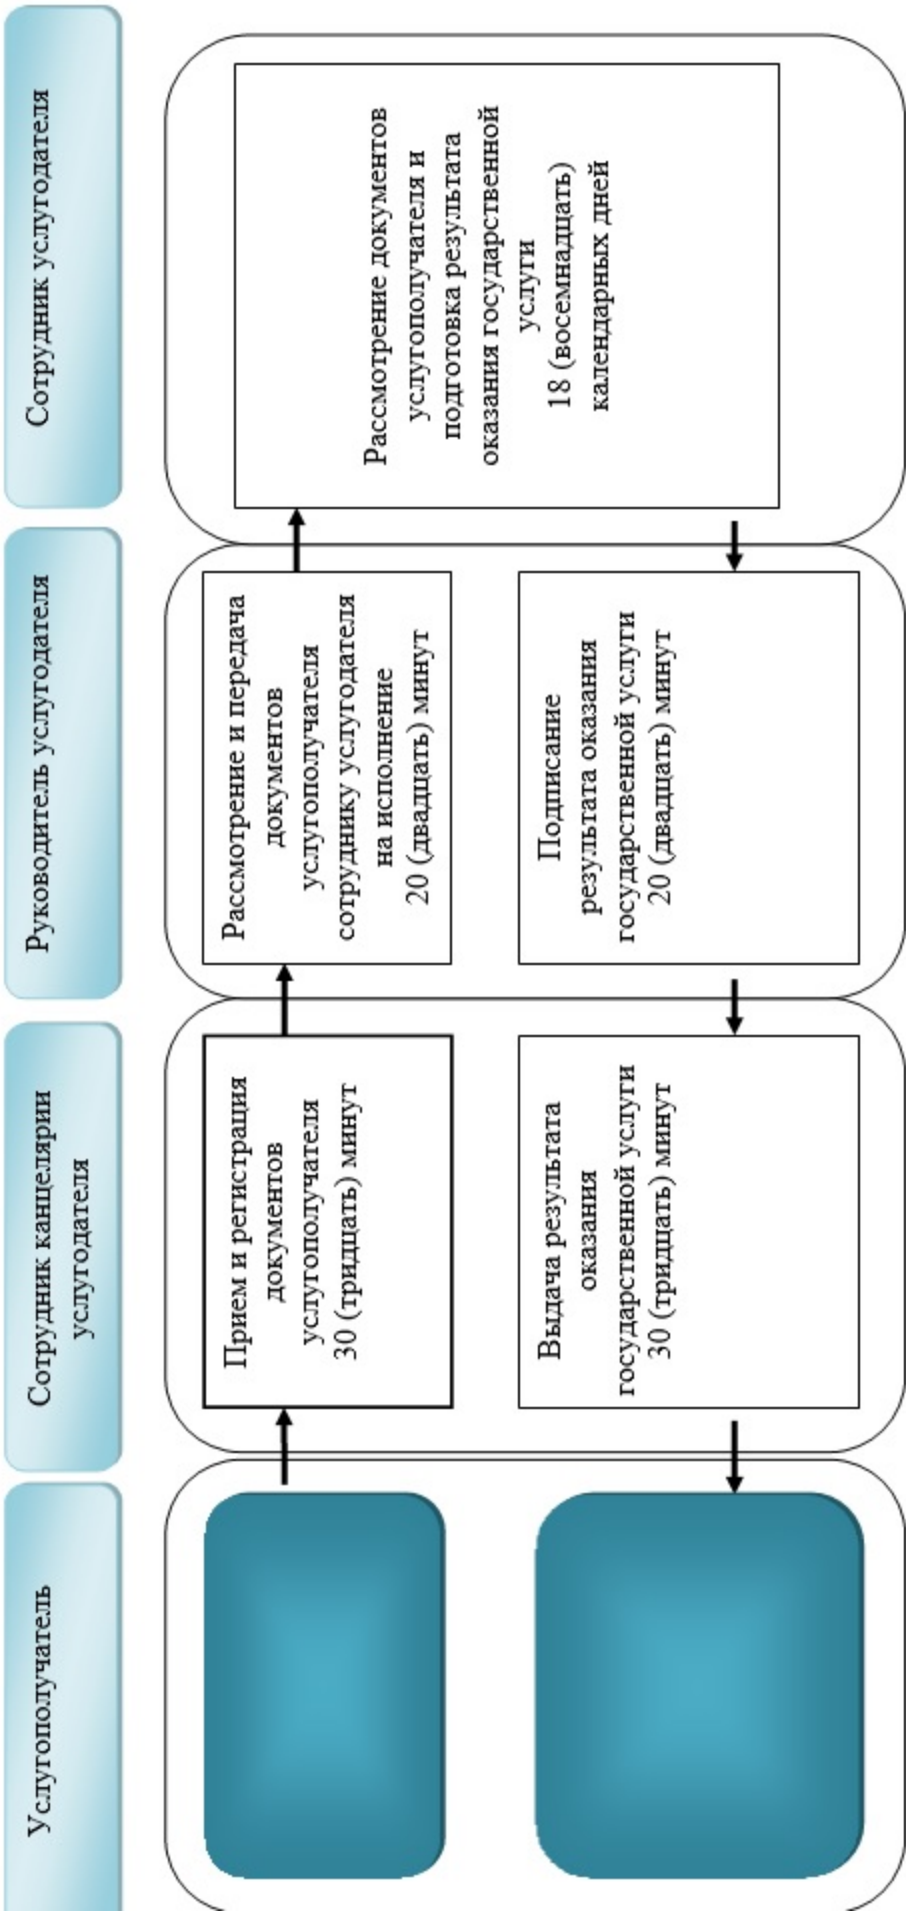 Услугополучатель
Сотрудник канцелярии
услугодателя
Руководитель услугодателя
Сотрудник услугодателя
Прием и регистрация
документов
услугополучателя
30 (тридцать) минут
Рассмотрение и передача
документов
услугополучателя
сотруднику услугодателя
на исполнение
20 (двадцать) минут
Рассмотрение документов
услугополучателя и
подготовка результата
оказания государственной
услуги
18 (восемнадцать)
календарных дней
Выдача результата
оказания
государственной услуги
30 (тридцать) минут
Подписание
результата оказания
государственной услуги
20 (двадцать) минут